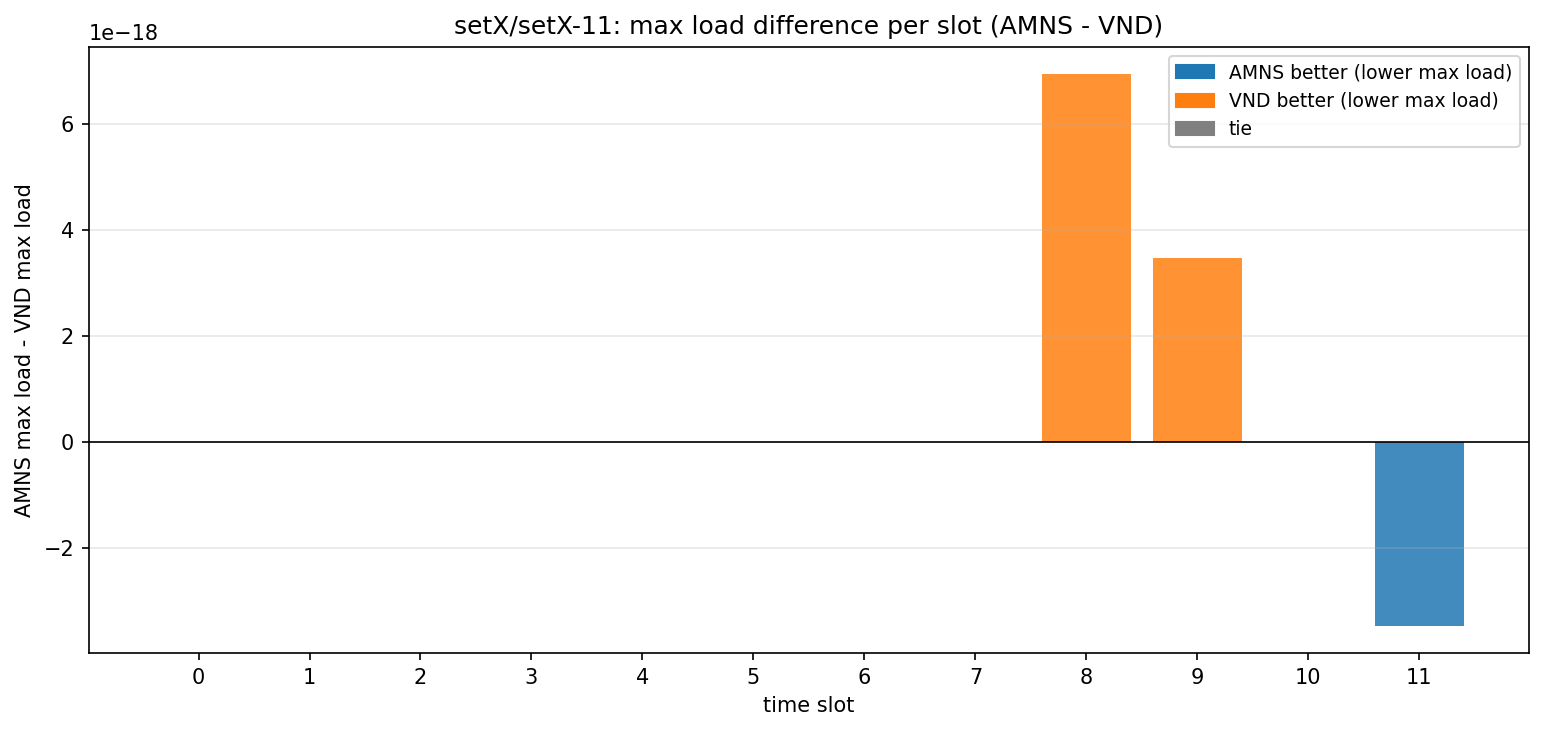 setX/setX-11: max load difference per slot (AMNS - VND)
1e−18
AMNS better (lower max load)
VND better (lower max load)
tie
AMNS max load - VND max load
6
4
2
0
−2
0 1 2 3 4 5 6 7 8 9 10 11
time slot